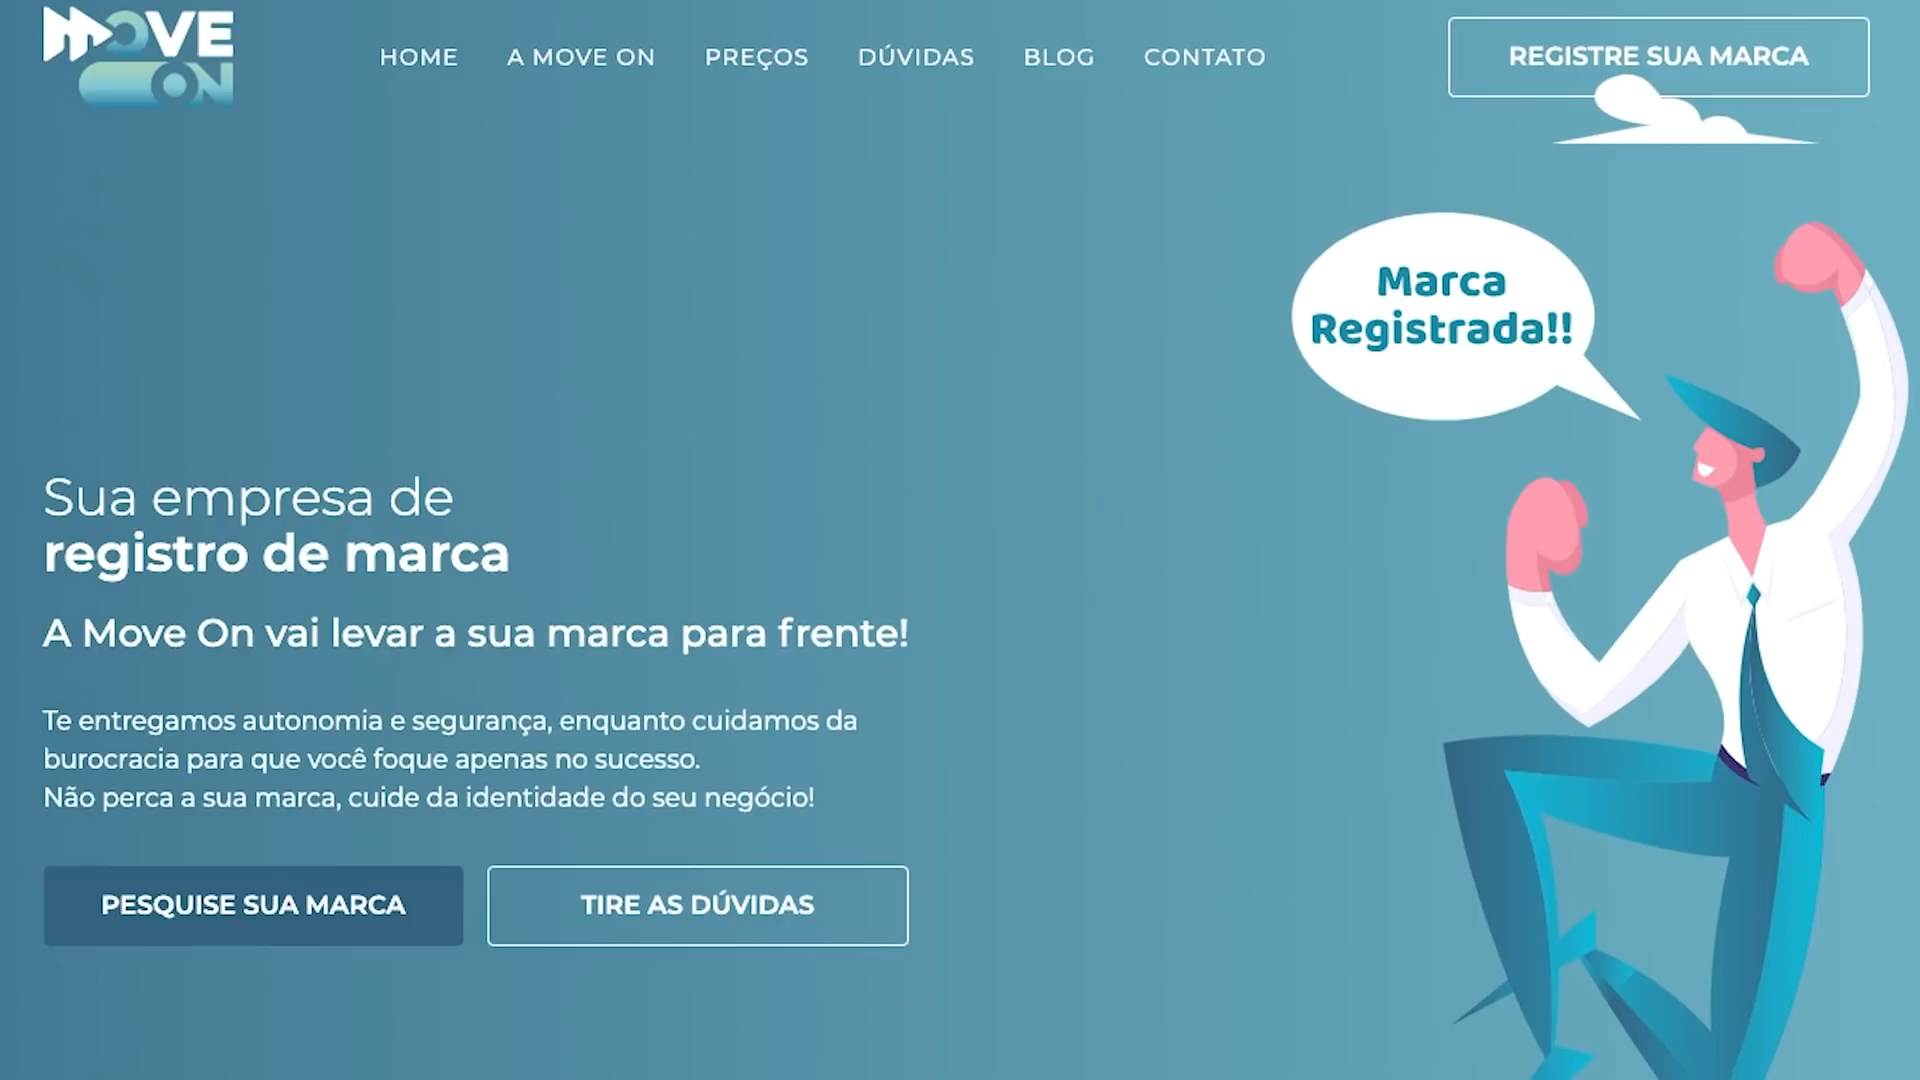 MOVE
ON
HOME
A MOVE ON
PREÇOS
DÚVIDAS
BLOG
CONTATO
REGISTRE SUA MARCA
Marca
Registrada!!
Sua empresa de
registro de marca
A Move On vai levar a sua marca para frente!
Te entregamos autonomia e segurança, enquanto cuidamos da
burocracia para que você foque apenas no sucesso.
Não perca a sua marca, cuide da identidade do seu negócio!
PESQUISE SUA MARCA
TIRE AS DÚVIDAS